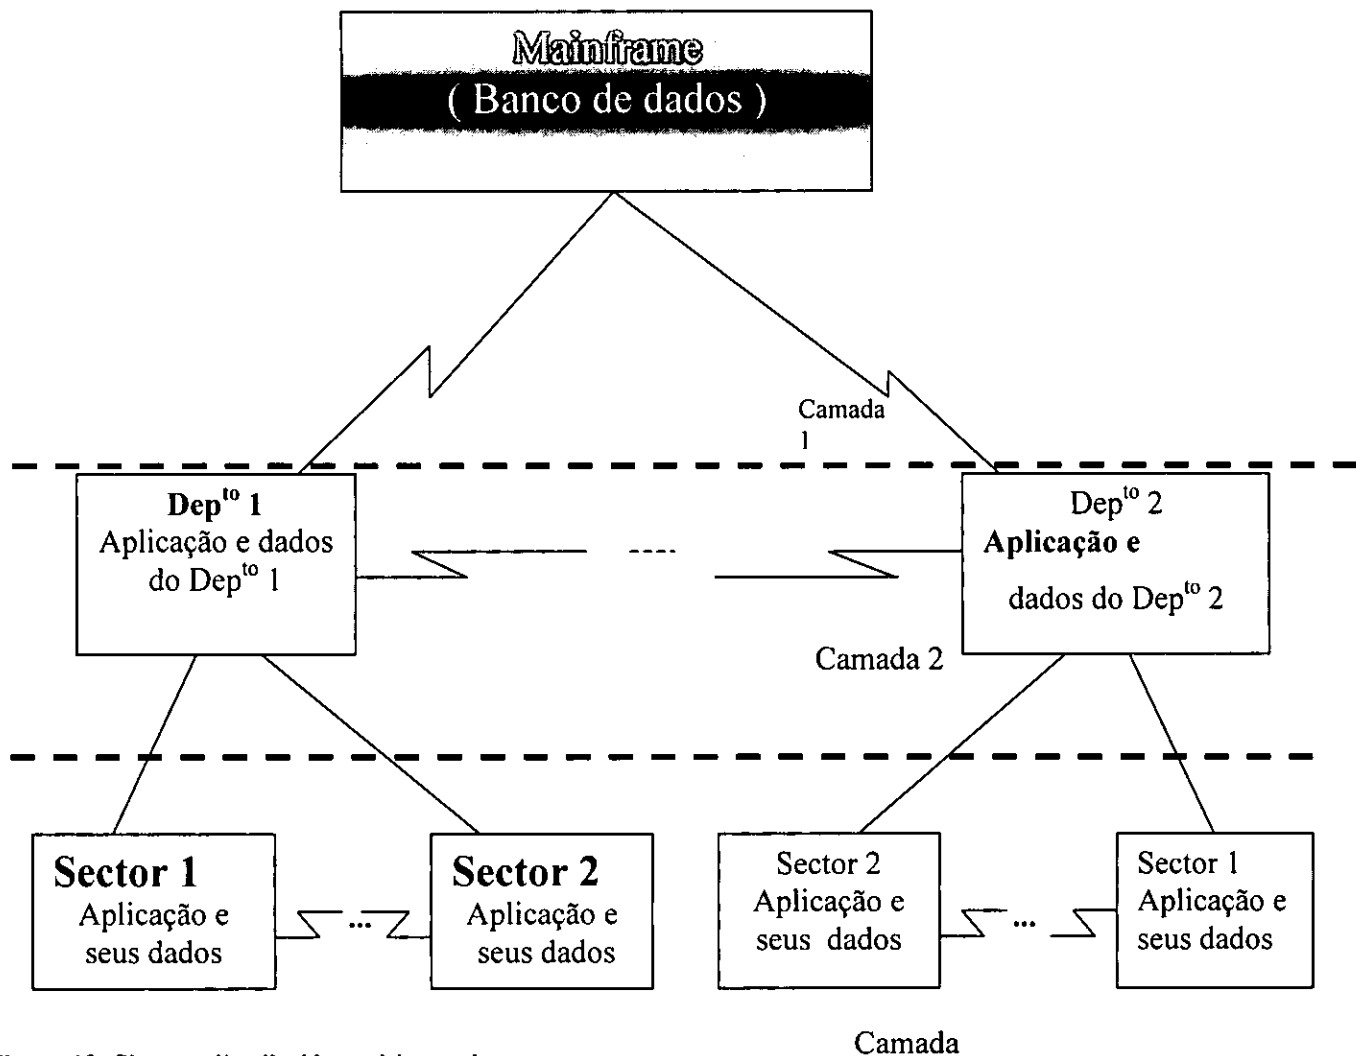 Mainframe
( Banco de dados )
Camada
1
Dep^to 1
Aplicação e dados
do Dep^to 1
----
Dep^to 2
Aplicação e
dados do Dep^to 2
Camada 2
Sector 1
Aplicação e
seus dados
...
Sector 2
Aplicação e
seus dados
Sector 2
Aplicação e
seus dados
...
Sector 1
Aplicação e
seus dados
Camada